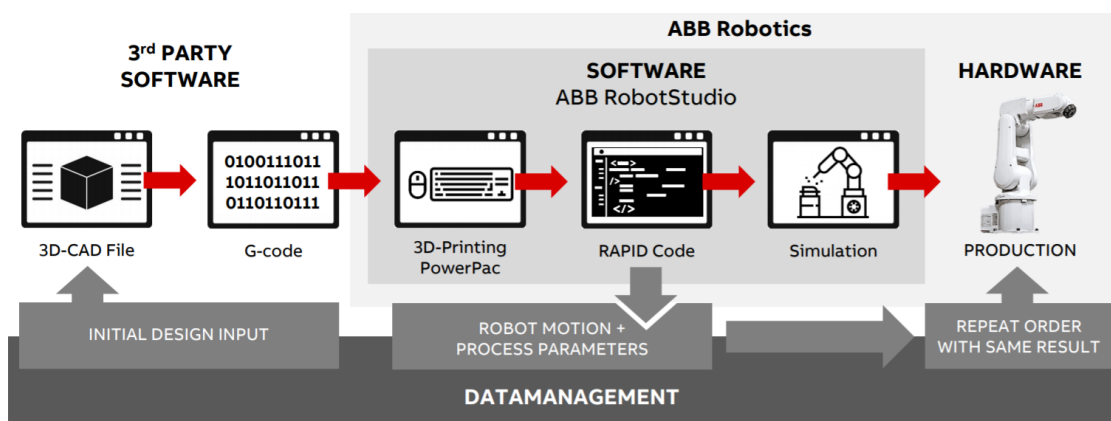 3rd PARTY
SOFTWARE
ABB Robotics
SOFTWARE
ABB RobotStudio
HARDWARE
ABB
0100111011
1011011011
0110110111
< >
/>
</>
3D-CAD File
G-code
3D-Printing
PowerPac
RAPID Code
Simulation
PRODUCTION
INITIAL DESIGN INPUT
ROBOT MOTION +
PROCESS PARAMETERS
REPEAT ORDER
WITH SAME RESULT
DATAMANAGEMENT